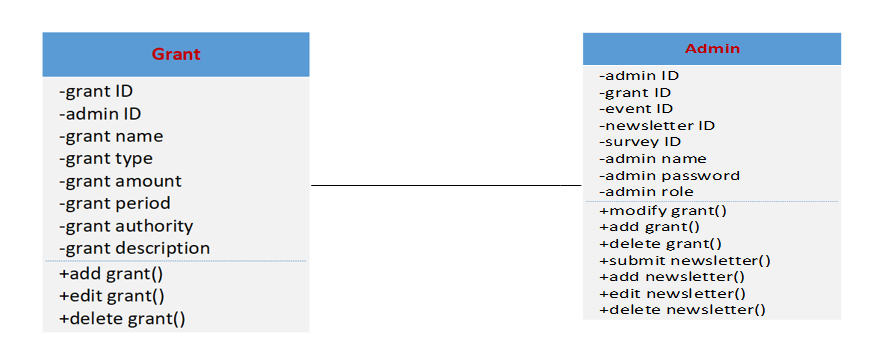 Grant
-grant ID
-admin ID
-grant name
-grant type
-grant amount
-grant period
-grant authority
-grant description
+add grant()
+edit grant()
+delete grant()
Admin
-admin ID
-grant ID
-event ID
-newsletter ID
-survey ID
-admin name
-admin password
-admin role
+modify grant()
+add grant()
+delete grant()
+submit newsletter()
+add newsletter()
+edit newsletter()
+delete newsletter()